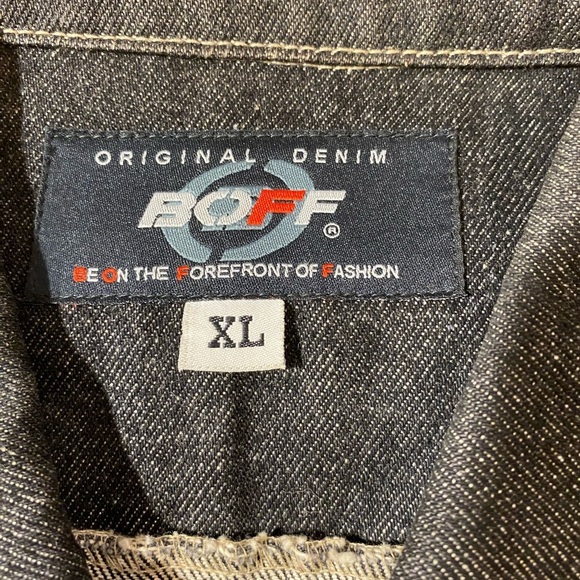 ORIGINAL DENIM
BOFF ®
BE ON THE FOREFRONT OF FASHION
XL